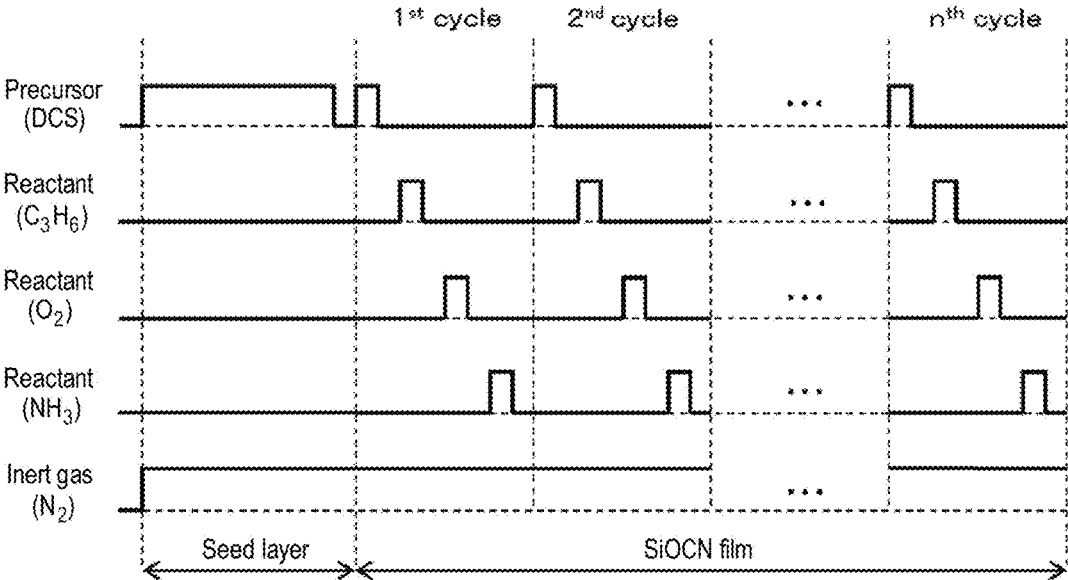 1st cycle 2nd cycle nth cycle
Precursor
(DCS)
...
Reactant
(C3H6)
...
Reactant
(O2)
...
Reactant
(NH3)
...
Inert gas
(N2)
...
Seed layer SiOCN film